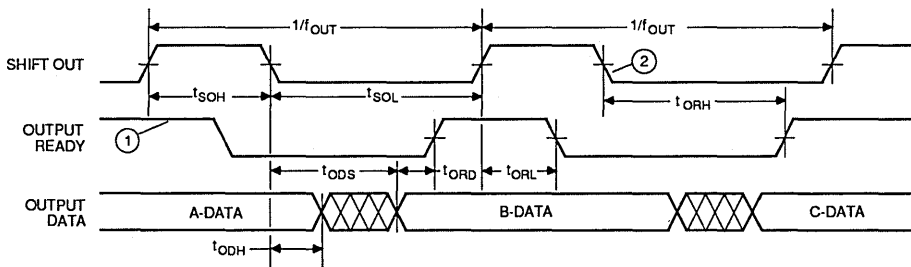 1/fOUT 1/fOUT
SHIFT OUT 2
tSOH tSOL tORH
OUTPUT READY 1
tODS tORD tORL
OUTPUT DATA A-DATA B-DATA C-DATA
tODH